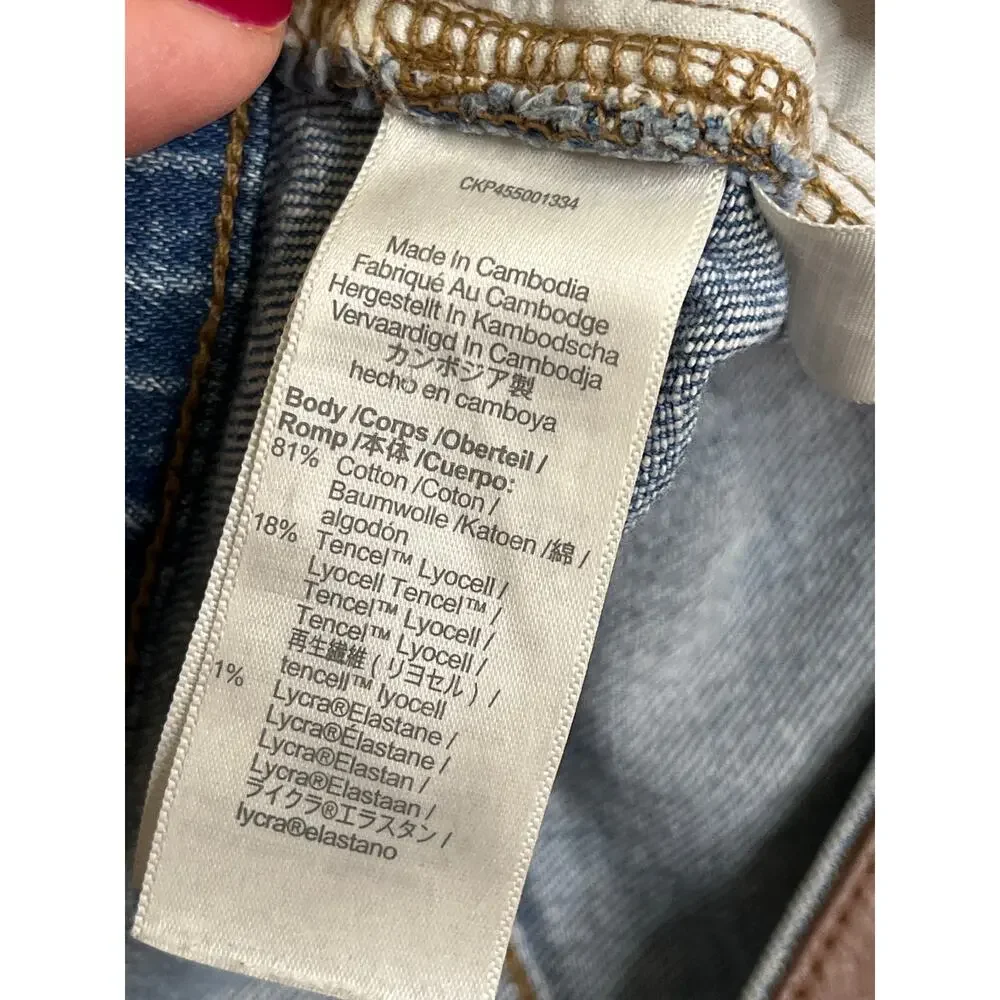 CKP455001334
Made In Cambodia
Fabriqué Au Cambodge
Hergestellt In Kambodscha
Vervaardigd In Cambodja
カンボジア製
hecho en camboya
Body /Corps /Oberteil /
Romp /本体 /Cuerpo:
81% Cotton /Coton /
Baumwolle /Katoen /綿 /
algodón
18% Tencel™ Lyocell /
Lyocell Tencel™ /
Tencel™ Lyocell /
Tencel™ Lyocell /
再生繊維 ( リヨセル ) /
tencell™ lyocell
1% Lycra®Elastane /
Lycra®Élastane /
Lycra®Elastan /
Lycra®Elastaan /
ライクラ®エラスタン /
lycra®elastano